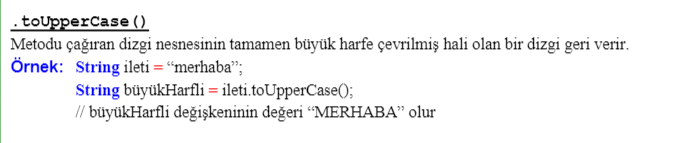 .toUpperCase()
Metodu çağıran dizgi nesnesinin tamamen büyük harfe çevrilmiş hali olan bir dizgi geri verir.
Örnek: String ileti = “merhaba”;
String büyükHarfli = ileti.toUpperCase();
// büyükHarfli değişkeninin değeri “MERHABA” olur